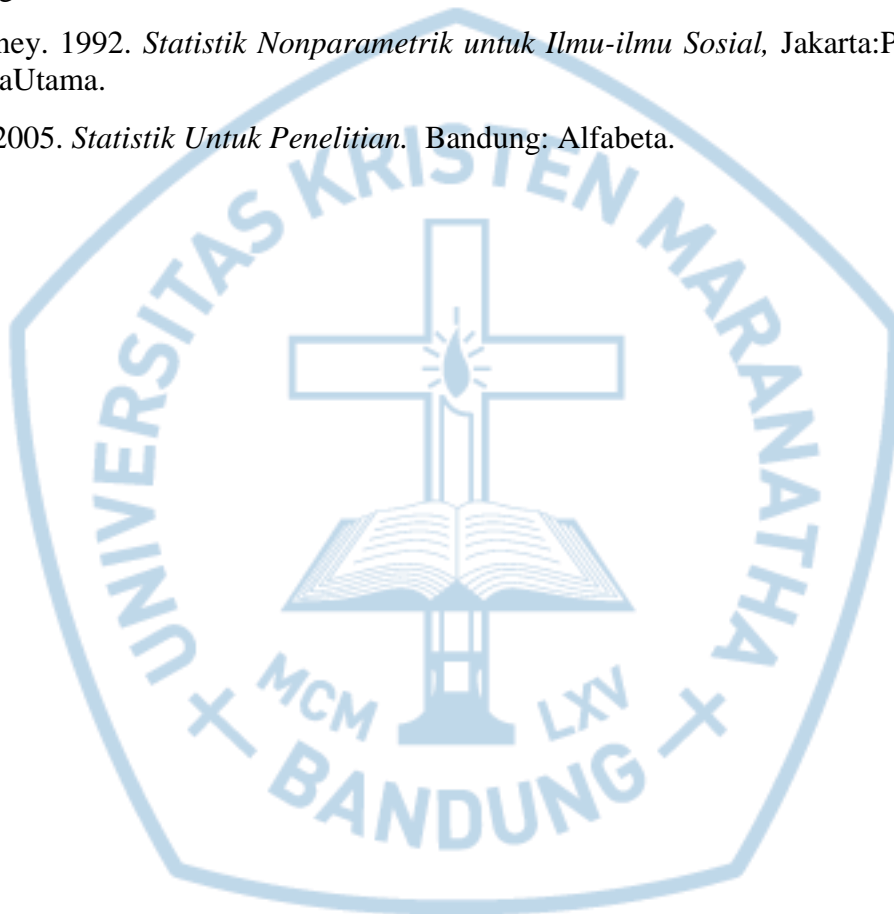 ney. 1992. Statistik Nonparametrik untuk Ilmu-ilmu Sosial, Jakarta:P
aUtama.
2005. Statistik Untuk Penelitian. Bandung: Alfabeta.
UNIVERSITAS KRISTEN MARANATHA
MCM LXV
+ BANDUNG +